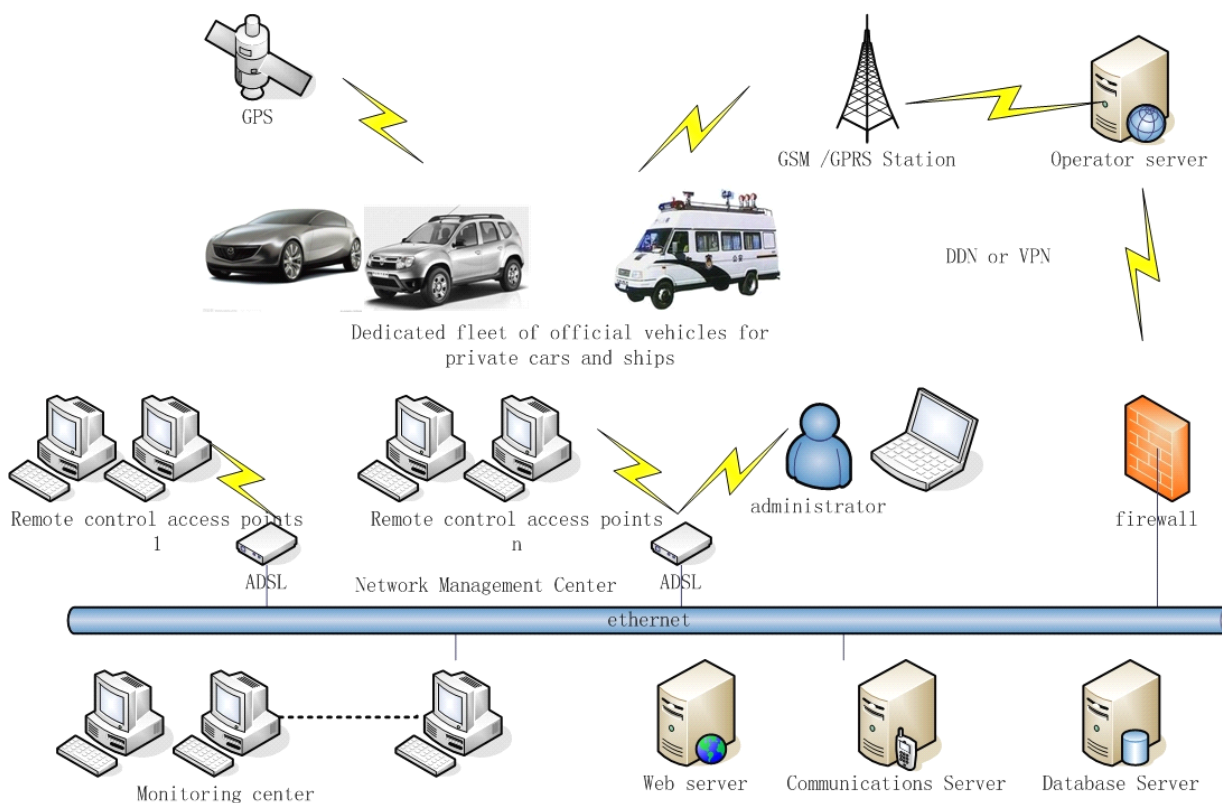 GPS
GSM /GPRS Station
Operator server
DDN or VPN
Dedicated fleet of official vehicles for
private cars and ships
Remote control access points
1
Remote control access points
n
administrator
firewall
ADSL
Network Management Center
ADSL
ethernet
Monitoring center
Web server
Communications Server
Database Server